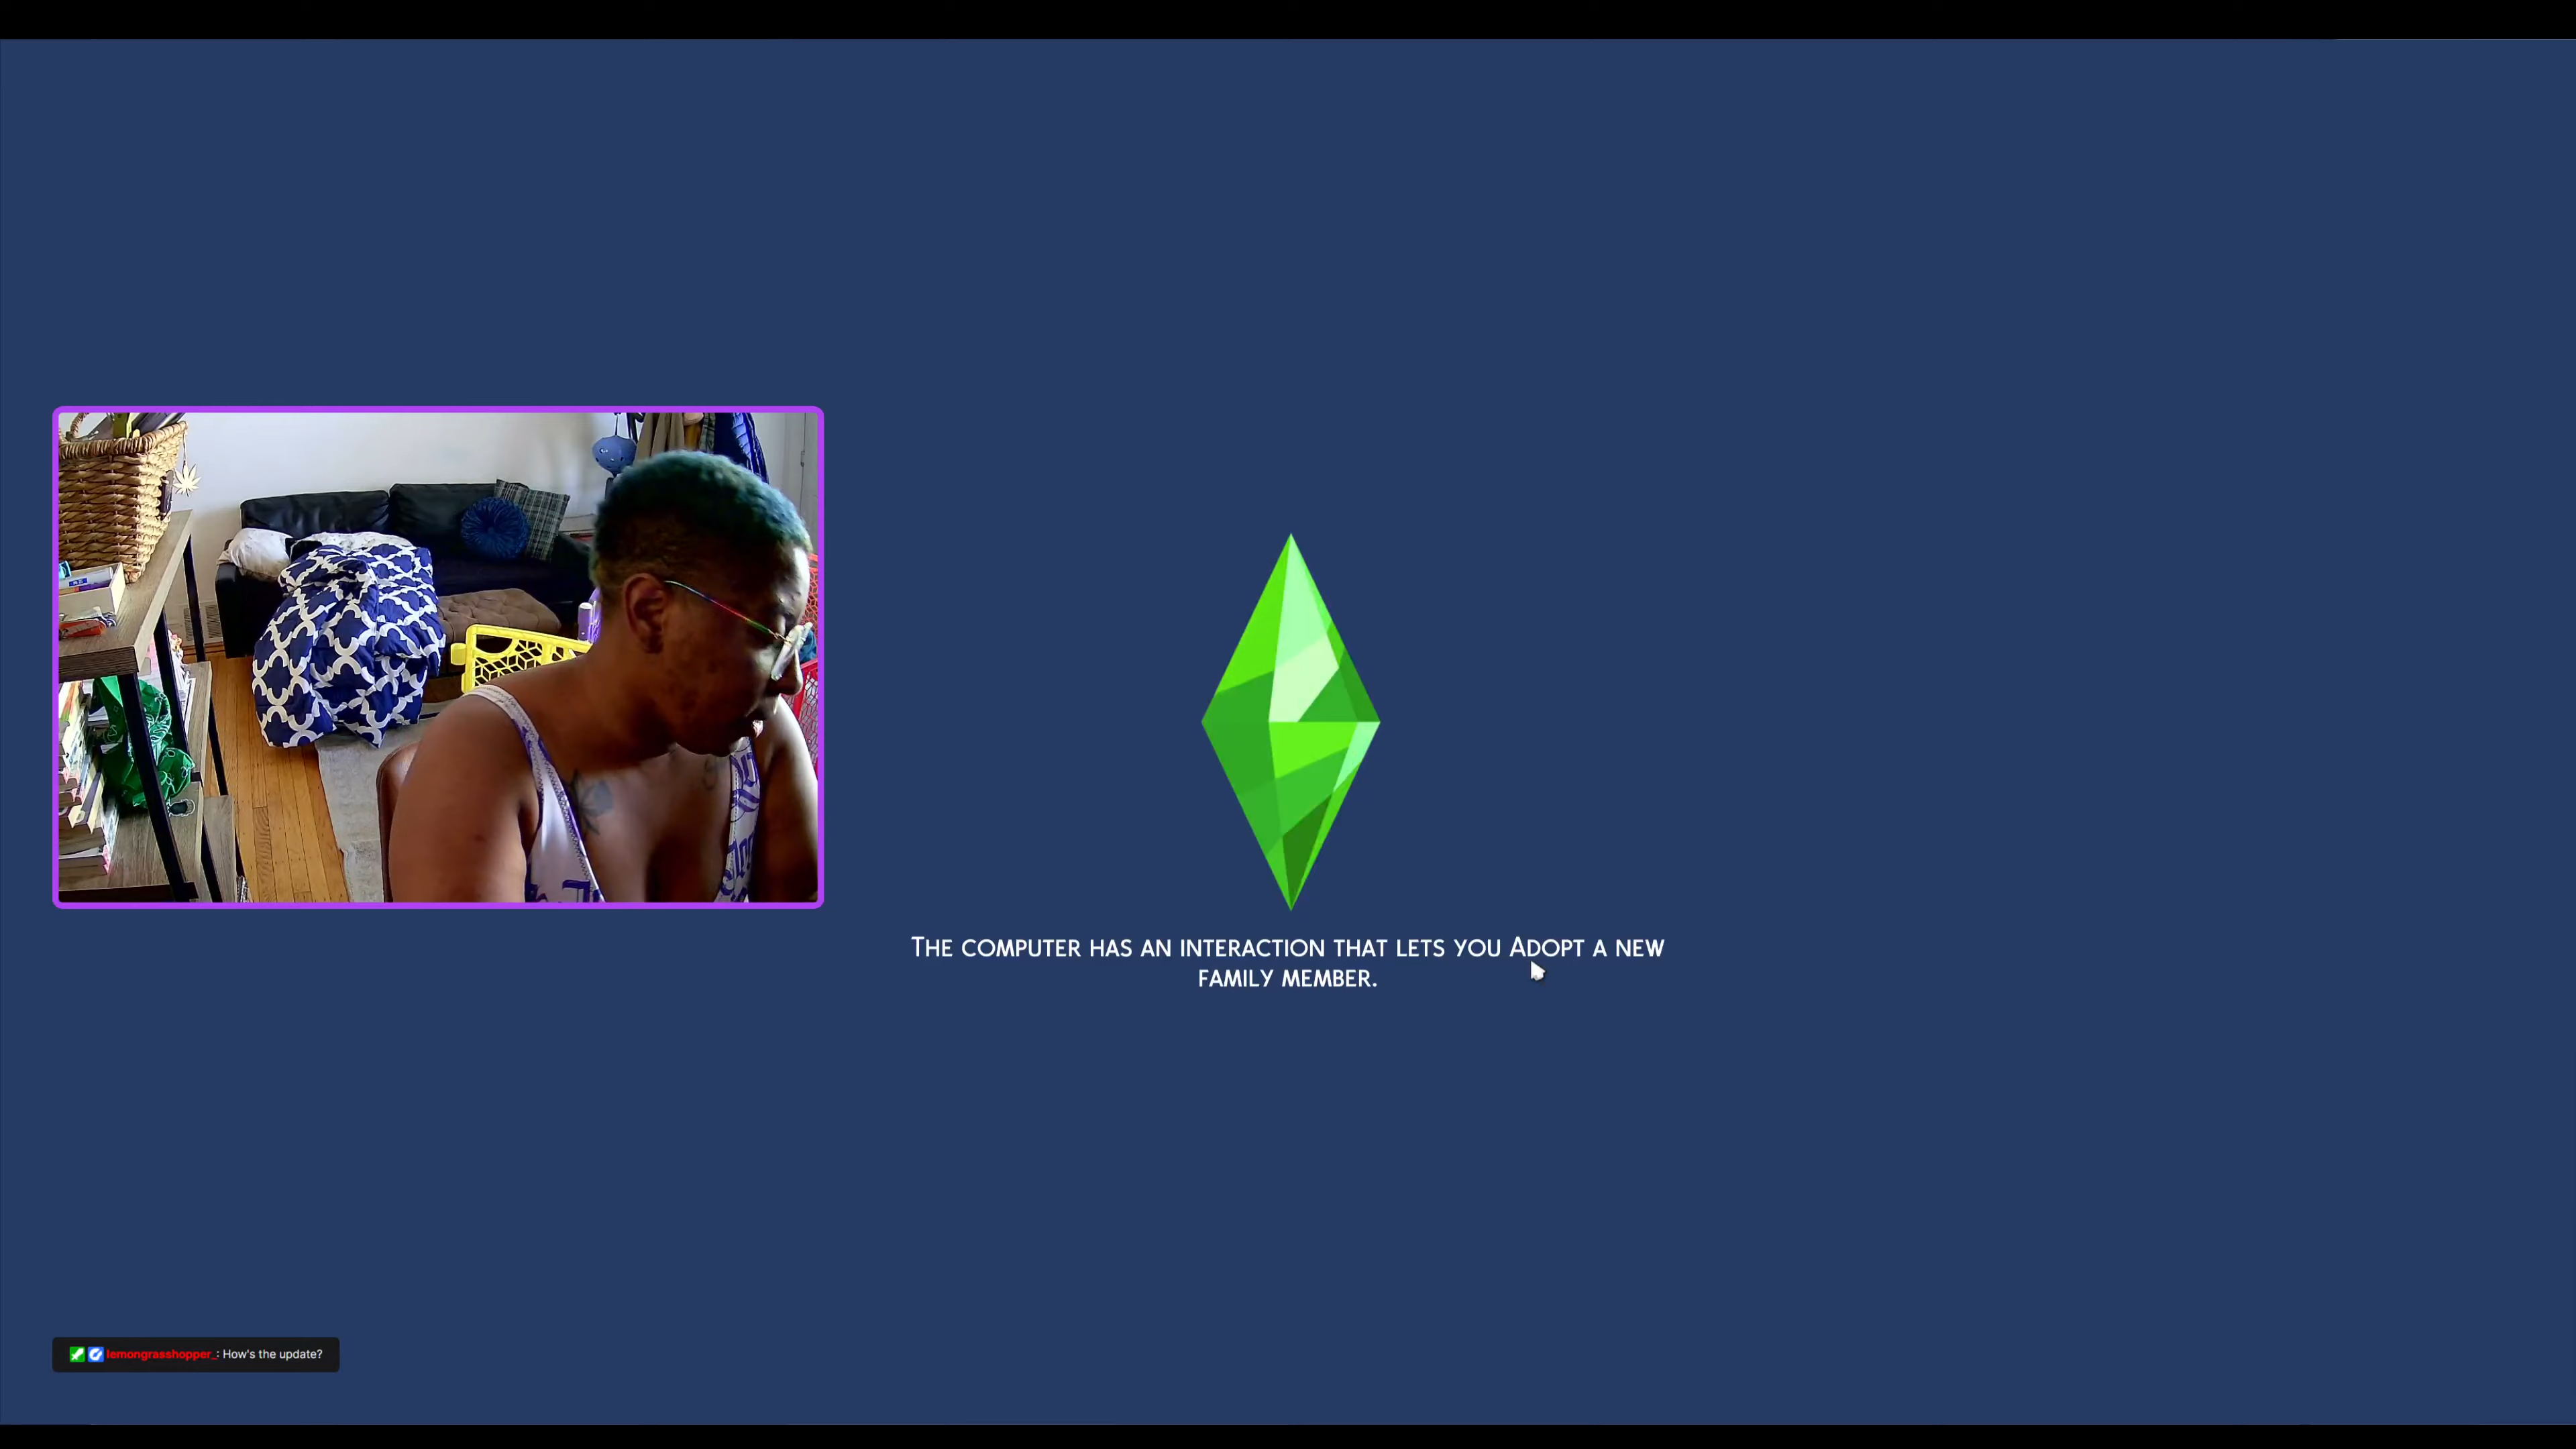 The computer has an interaction that lets you Adopt a new
family member.
lemongrasshopper_: How's the update?